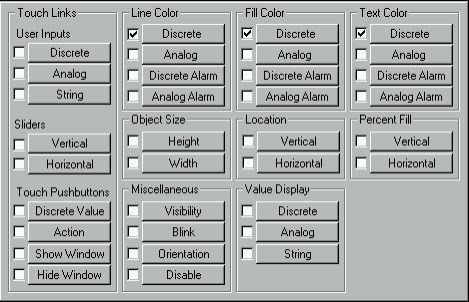 Touch Links
User Inputs
Discrete
Analog
String
Sliders
Vertical
Horizontal
Touch Pushbuttons
Discrete Value
Action
Show Window
Hide Window
Line Color
Discrete
Analog
Discrete Alarm
Analog Alarm
Fill Color
Discrete
Analog
Discrete Alarm
Analog Alarm
Text Color
Discrete
Analog
Discrete Alarm
Analog Alarm
Object Size
Height
Width
Location
Vertical
Horizontal
Percent Fill
Vertical
Horizontal
Miscellaneous
Visibility
Blink
Orientation
Disable
Value Display
Discrete
Analog
String